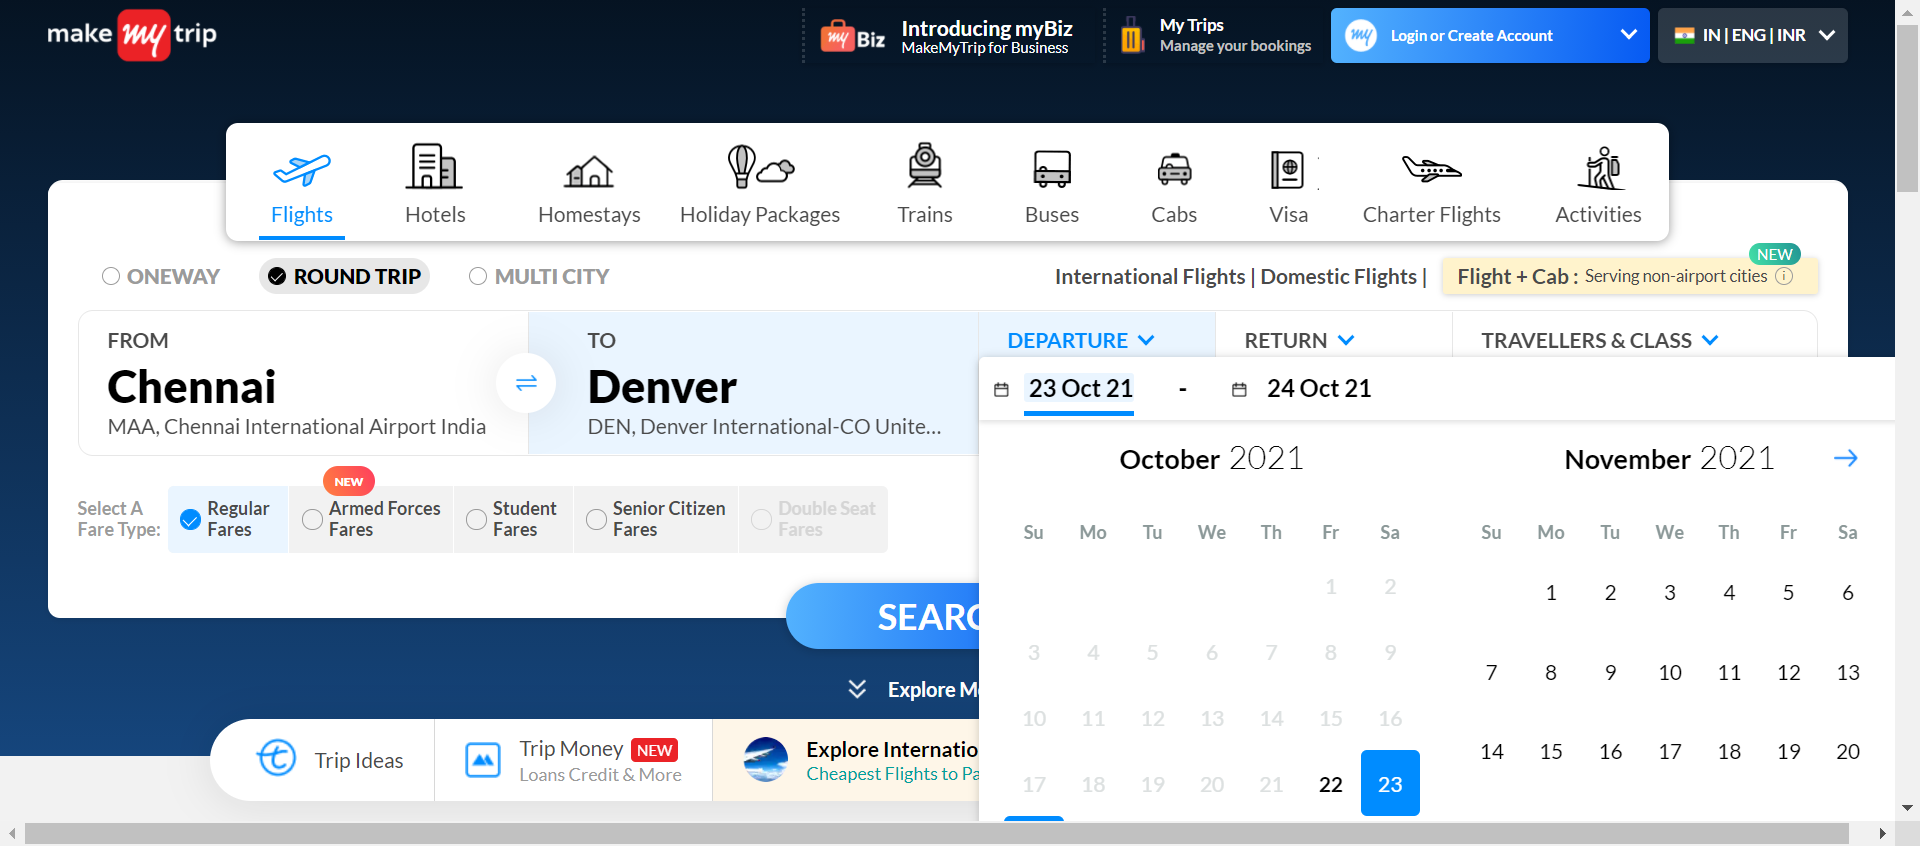 make my trip
my Biz
Introducing myBiz
MakeMyTrip for Business
My Trips
Manage your bookings
my
Login or Create Account
IN | ENG | INR
Flights
Hotels
Homestays
Holiday Packages
Trains
Buses
Cabs
Visa
Charter Flights
Activities
ONEWAY
ROUND TRIP
MULTI CITY
International Flights | Domestic Flights |
NEW
Flight + Cab : Serving non-airport cities
FROM
Chennai
MAA, Chennai International Airport India
TO
Denver
DEN, Denver International-CO Unite...
DEPARTURE
RETURN
TRAVELLERS & CLASS
23 Oct 21 - 24 Oct 21
Select A
Fare Type:
Regular
Fares
NEW
Armed Forces
Fares
Student
Fares
Senior Citizen
Fares
Double Seat
Fares
October 2021
Su Mo Tu We Th Fr Sa
1 2
3 4 5 6 7 8 9
10 11 12 13 14 15 16
17 18 19 20 21 22 23
November 2021
Su Mo Tu We Th Fr Sa
1 2 3 4 5 6
7 8 9 10 11 12 13
14 15 16 17 18 19 20
SEARC
Explore M
Trip Ideas
Trip Money NEW
Loans Credit & More
Explore Internatio
Cheapest Flights to Pa